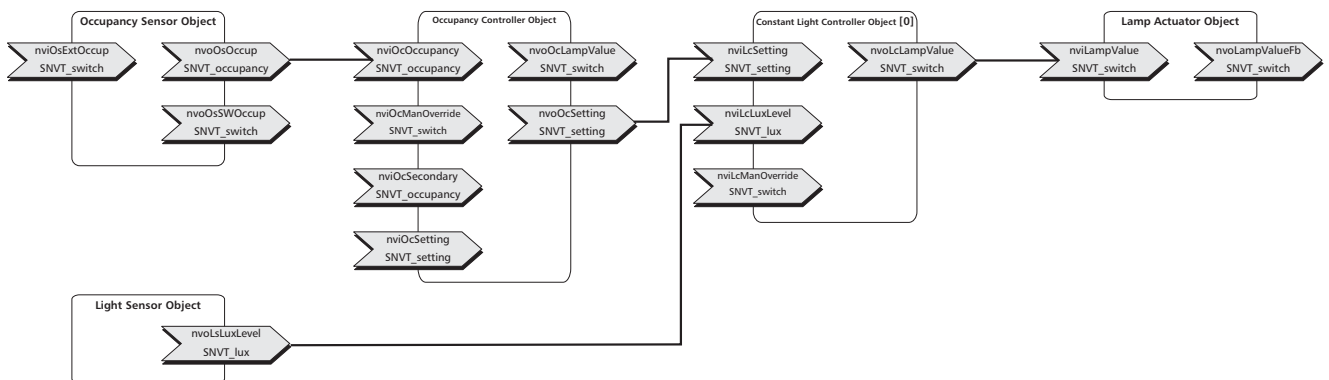 Occupancy Sensor Object
nviOsExtOccup
SNVT_switch
nvoOsOccup
SNVT_occupancy
nvoOsSWOccup
SNVT_switch
Occupancy Controller Object
nviOcOccupancy
SNVT_occupancy
nvoOcLampValue
SNVT_switch
nviOcManOverride
SNVT_switch
nvoOcSetting
SNVT_setting
nviOcSecondary
SNVT_occupancy
nviOcSetting
SNVT_setting
Constant Light Controller Object [0]
nviLcSetting
SNVT_setting
nvoLcLampValue
SNVT_switch
nviLcLuxLevel
SNVT_lux
nviLcManOverride
SNVT_switch
Lamp Actuator Object
nviLampValue
SNVT_switch
nvoLampValueFb
SNVT_switch
Light Sensor Object
nvoLsLuxLevel
SNVT_lux